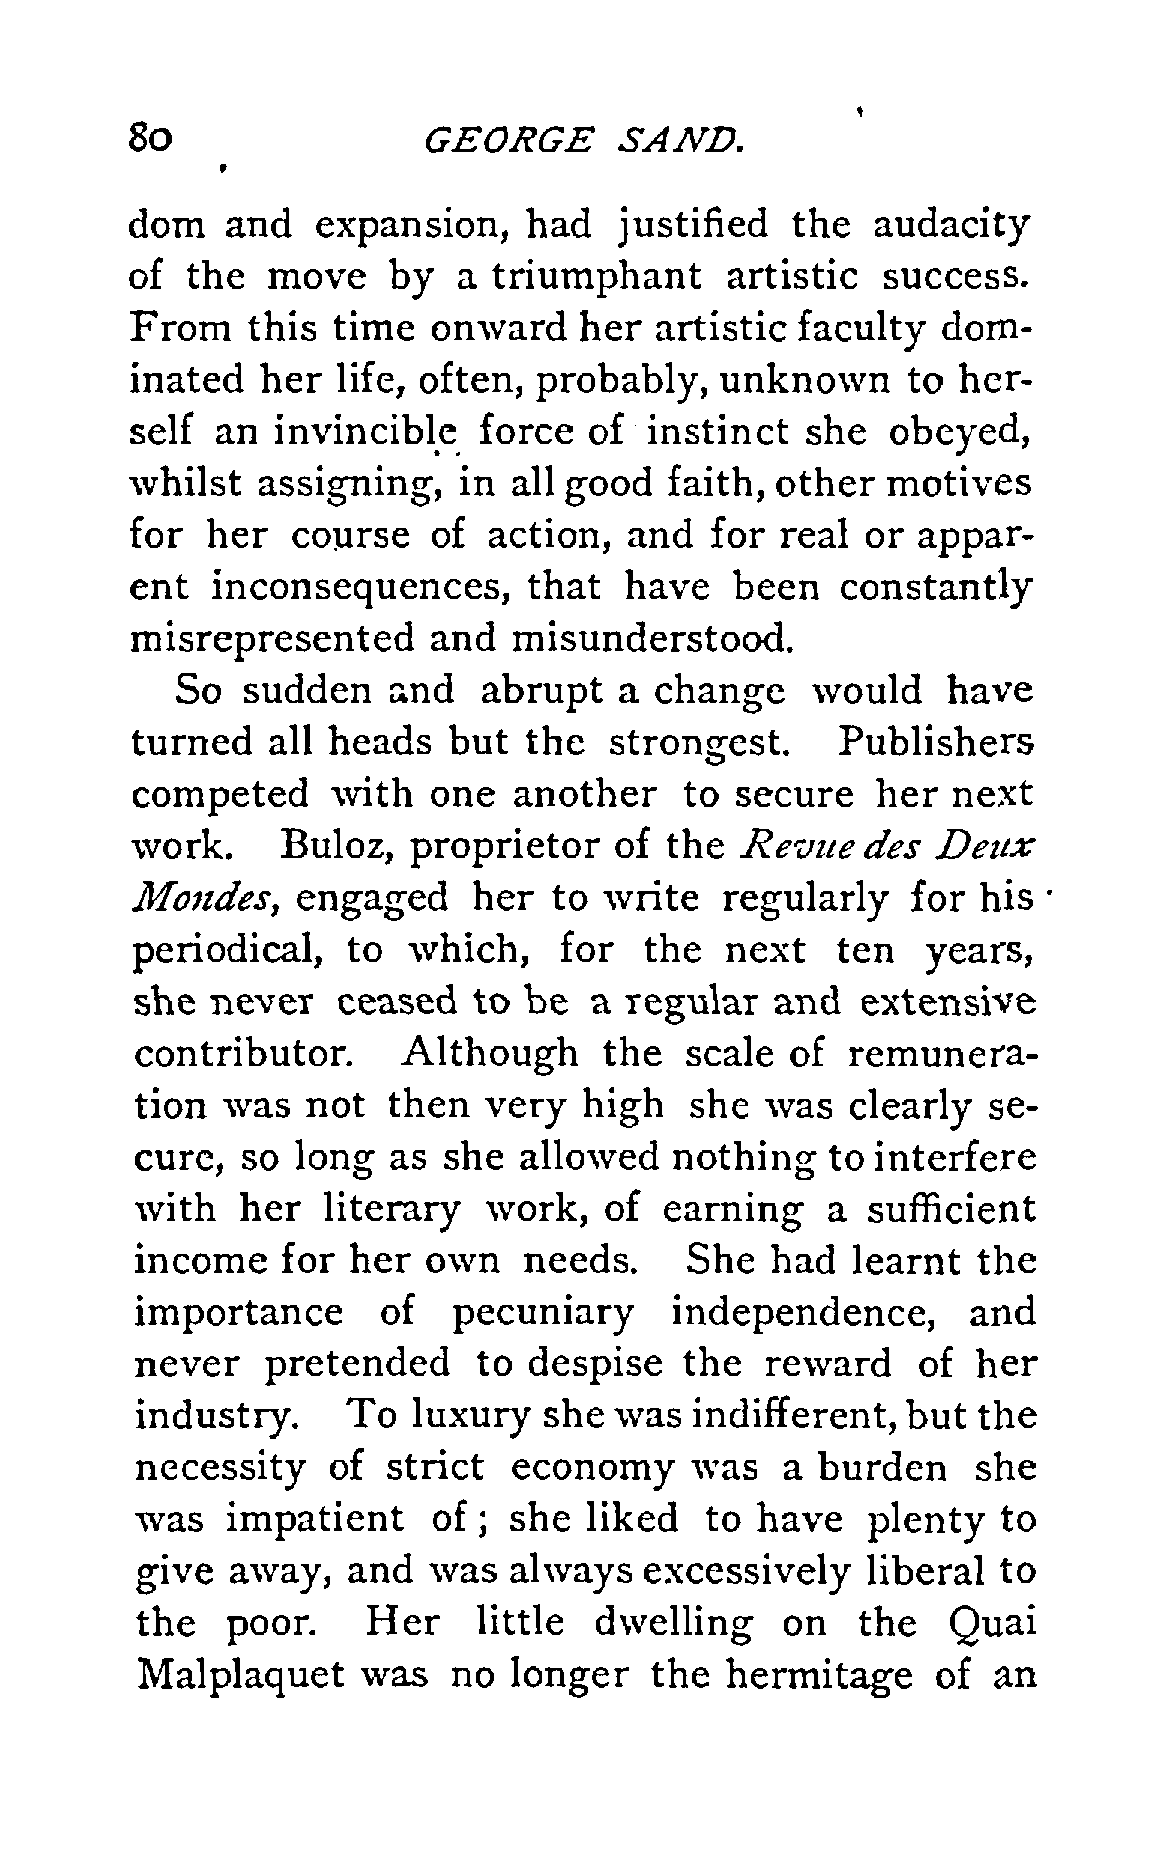 80 GEORGE SAND.
dom and expansion, had justified the audacity
of the move by a triumphant artistic success.
From this time onward her artistic faculty dom-
inated her life, often, probably, unknown to her-
self an invincible force of instinct she obeyed,
whilst assigning, in all good faith, other motives
for her course of action, and for real or appar-
ent inconsequences, that have been constantly
misrepresented and misunderstood.
So sudden and abrupt a change would have
turned all heads but the strongest. Publishers
competed with one another to secure her next
work. Buloz, proprietor of the Revue des Deux
Mondes, engaged her to write regularly for his
periodical, to which, for the next ten years,
she never ceased to be a regular and extensive
contributor. Although the scale of remunera-
tion was not then very high she was clearly se-
cure, so long as she allowed nothing to interfere
with her literary work, of earning a sufficient
income for her own needs. She had learnt the
importance of pecuniary independence, and
never pretended to despise the reward of her
industry. To luxury she was indifferent, but the
necessity of strict economy was a burden she
was impatient of; she liked to have plenty to
give away, and was always excessively liberal to
the poor. Her little dwelling on the Quai
Malplaquet was no longer the hermitage of an